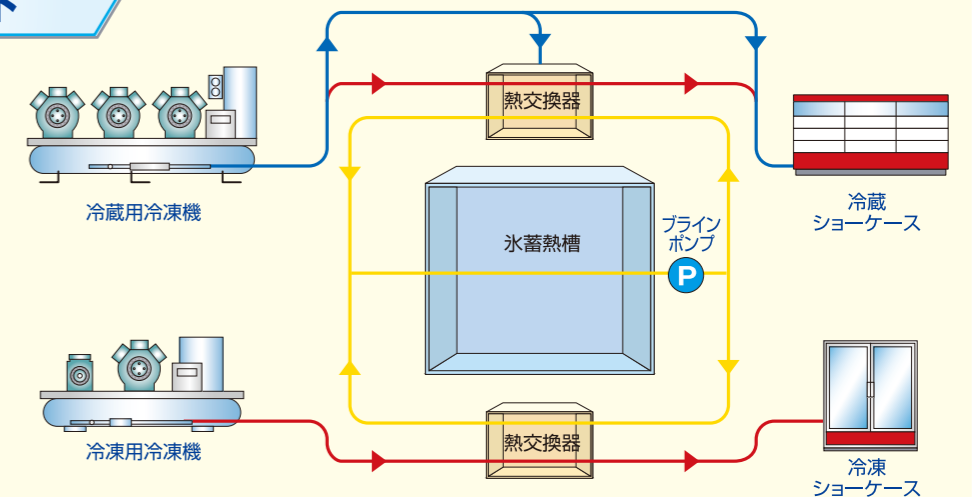 熱交換器
冷蔵用冷凍機
冷蔵
ショーケース
氷蓄熱槽
ブライン
ポンプ
P
熱交換器
冷凍用冷凍機
冷凍
ショーケース